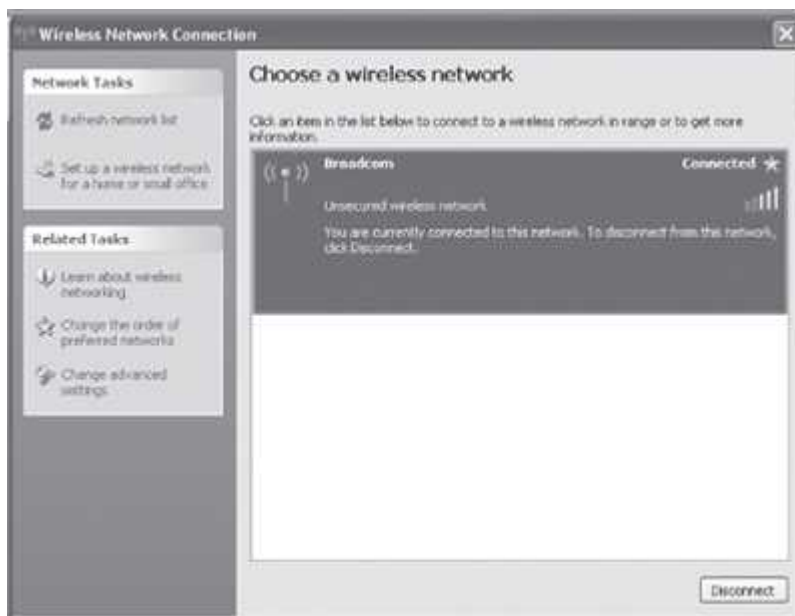 Wireless Network Connection
Network Tasks
Refresh network list
Set up a wireless network
for a home or small office
Related Tasks
Learn about wireless
networking
Change the order of
preferred networks
Change advanced
settings
Choose a wireless network
Click an item in the list below to connect to a wireless network in range or to get more
information.
Broadcom
Connected
Unsecured wireless network
You are currently connected to this network. To disconnect from this network,
click Disconnect.
Disconnect